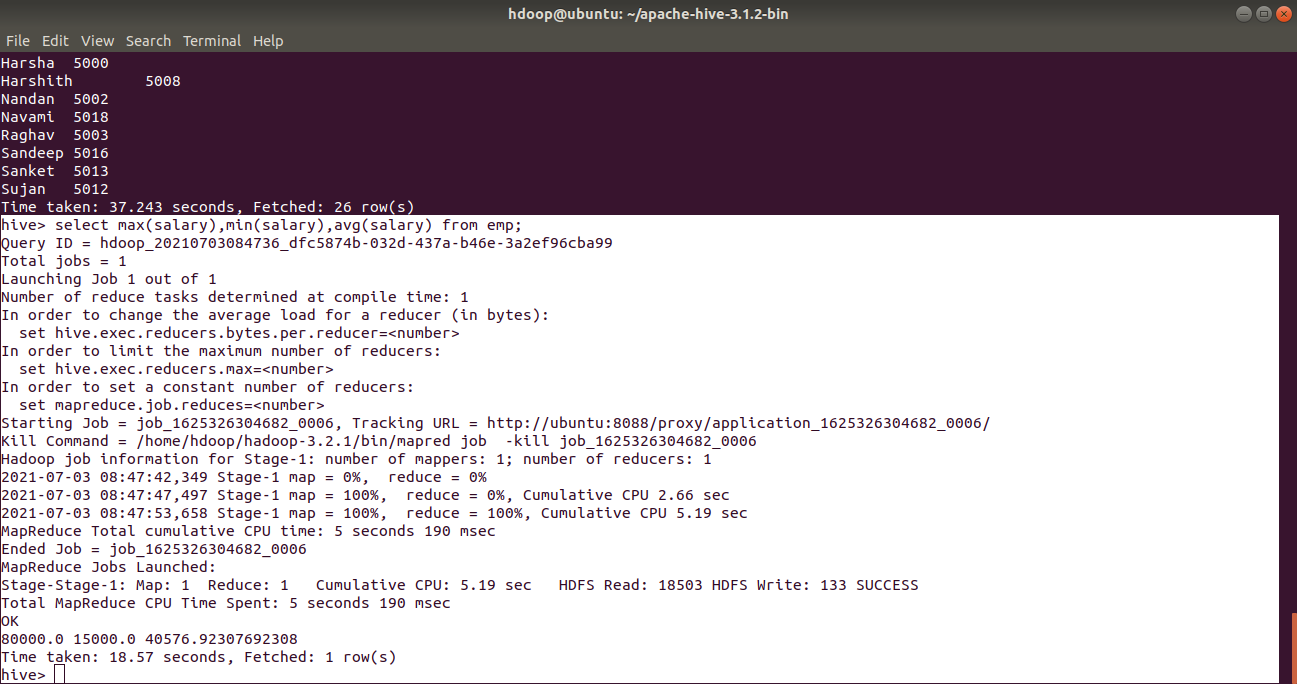 hdoop@ubuntu: ~/apache-hive-3.1.2-bin
File Edit View Search Terminal Help
Harsha  5000
Harshith        5008
Nandan  5002
Navami  5018
Raghav  5003
Sandeep 5016
Sanket  5013
Sujan   5012
Time taken: 37.243 seconds, Fetched: 26 row(s)
hive> select max(salary),min(salary),avg(salary) from emp;
Query ID = hdoop_20210703084736_dfc5874b-032d-437a-b46e-3a2ef96cba99
Total jobs = 1
Launching Job 1 out of 1
Number of reduce tasks determined at compile time: 1
In order to change the average load for a reducer (in bytes):
  set hive.exec.reducers.bytes.per.reducer=<number>
In order to limit the maximum number of reducers:
  set hive.exec.reducers.max=<number>
In order to set a constant number of reducers:
  set mapreduce.job.reduces=<number>
Starting Job = job_1625326304682_0006, Tracking URL = http://ubuntu:8088/proxy/application_1625326304682_0006/
Kill Command = /home/hdoop/hadoop-3.2.1/bin/mapred job  -kill job_1625326304682_0006
Hadoop job information for Stage-1: number of mappers: 1; number of reducers: 1
2021-07-03 08:47:42,349 Stage-1 map = 0%,  reduce = 0%
2021-07-03 08:47:47,497 Stage-1 map = 100%,  reduce = 0%, Cumulative CPU 2.66 sec
2021-07-03 08:47:53,658 Stage-1 map = 100%,  reduce = 100%, Cumulative CPU 5.19 sec
MapReduce Total cumulative CPU time: 5 seconds 190 msec
Ended Job = job_1625326304682_0006
MapReduce Jobs Launched:
Stage-Stage-1: Map: 1  Reduce: 1   Cumulative CPU: 5.19 sec   HDFS Read: 18503 HDFS Write: 133 SUCCESS
Total MapReduce CPU Time Spent: 5 seconds 190 msec
OK
80000.0 15000.0 40576.92307692308
Time taken: 18.57 seconds, Fetched: 1 row(s)
hive>